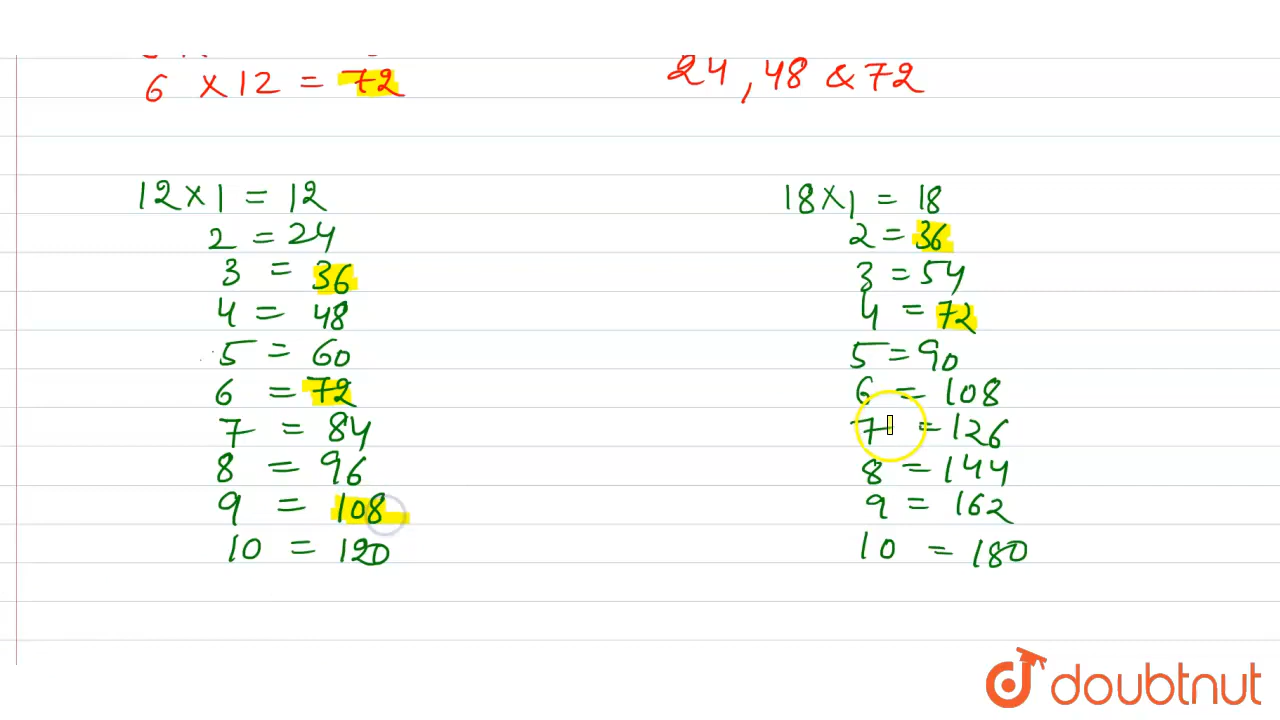 6 × 12 = 72
24, 48 & 72
12 × 1 = 12
2 = 24
3 = 36
4 = 48
5 = 60
6 = 72
7 = 84
8 = 96
9 = 108
10 = 120
18 × 1 = 18
2 = 36
3 = 54
4 = 72
5 = 90
6 = 108
7 = 126
8 = 144
9 = 162
10 = 180
doubtnut